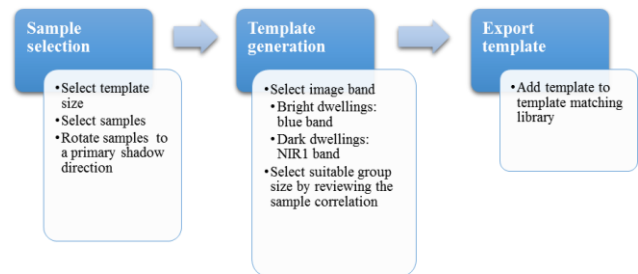 Sample
selection
•Select template
size
•Select samples
•Rotate samples to
a primary shadow
direction
Template
generation
•Select image band
•Bright dwellings:
blue band
•Dark dwellings:
NIR1 band
•Select suitable group
size by reviewing the
sample correlation
Export
template
•Add template to
template matching
library